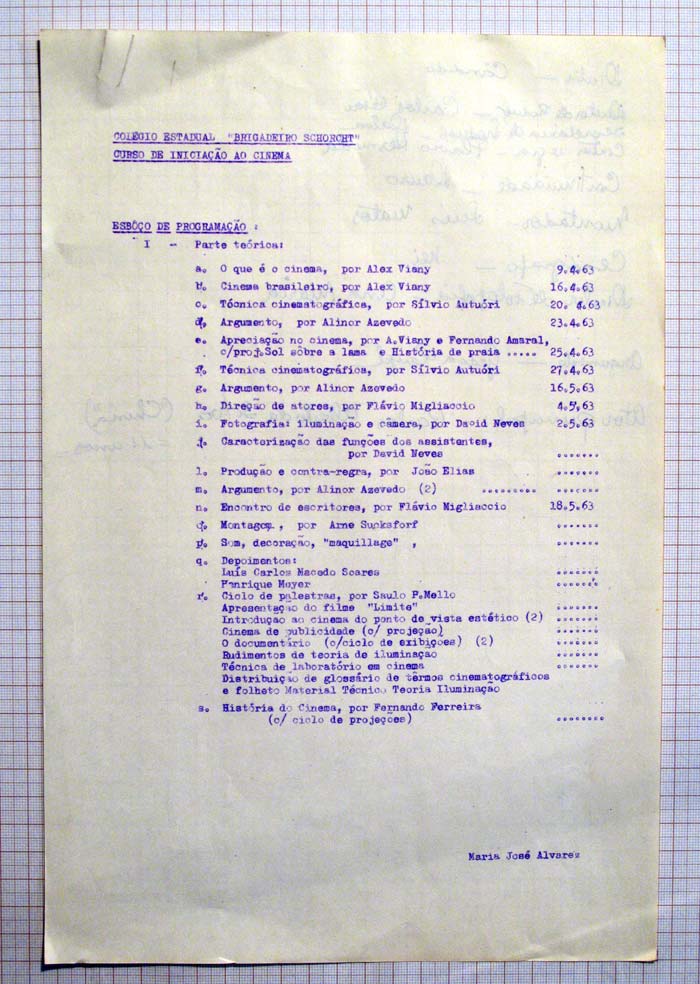 COLÉGIO ESTADUAL "BRIGADEIRO SCHORCHT"
CURSO DE INICIAÇÃO AO CINEMA
ESBÔÇO DE PROGRAMAÇÃO :
I - Parte teórica:
a. O que é o cinema, por Alex Viany 9.4.63
b. Cinema brasileiro, por Alex Viany 16.4.63
c. Técnica cinematográfica, por Sílvio Autuóri 20.4.63
d. Argumento, por Alinor Azevedo 23.4.63
e. Apreciação no cinema, por A.Viany e Fernando Amaral,
c/proj.Sol sôbre a lama e História de praia ..... 25.4.63
f. Técnica cinematográfica, por Sílvio Autuóri 27.4.63
g. Argumento, por Alinor Azevedo 16.5.63
h. Direção de atores, por Flávio Migliaccio 4.5.63
i. Fotografia: iluminação e câmera, por David Neves 2.5.63
j. Caracterização das funções dos assistentes,
por David Neves .......
l. Produção e contra-regra, por João Elias .......
m. Argumento, por Alinor Azevedo (2) ......... .......
n. Encontro de escritores, por Flávio Migliaccio 18.5.63
o. Montagem , por Arne Sucksforf .......
p. Som, decoração, "maquillage" , .......
q. Depoimentos:
Luís Carlos Macedo Soares .......
Henrique Meyer .......
r. Ciclo de palestras, por Saulo P.Mello
Apresentação do filme "Limite" .......
Introdução ao cinema do ponto de vista estético (2) .......
Cinema de publicidade (c/ projeção) .......
O documentário (c/ciclo de exibições) (2) .......
Rudimentos de teoria de iluminação .......
Técnica de laboratório em cinema .......
Distribuição de glossário de têrmos cinematográficos
e folheto Material Técnico Teoria Iluminação
s. História do Cinema, por Fernando Ferreira
(c/ ciclo de projeções) ........
Maria José Alvarez